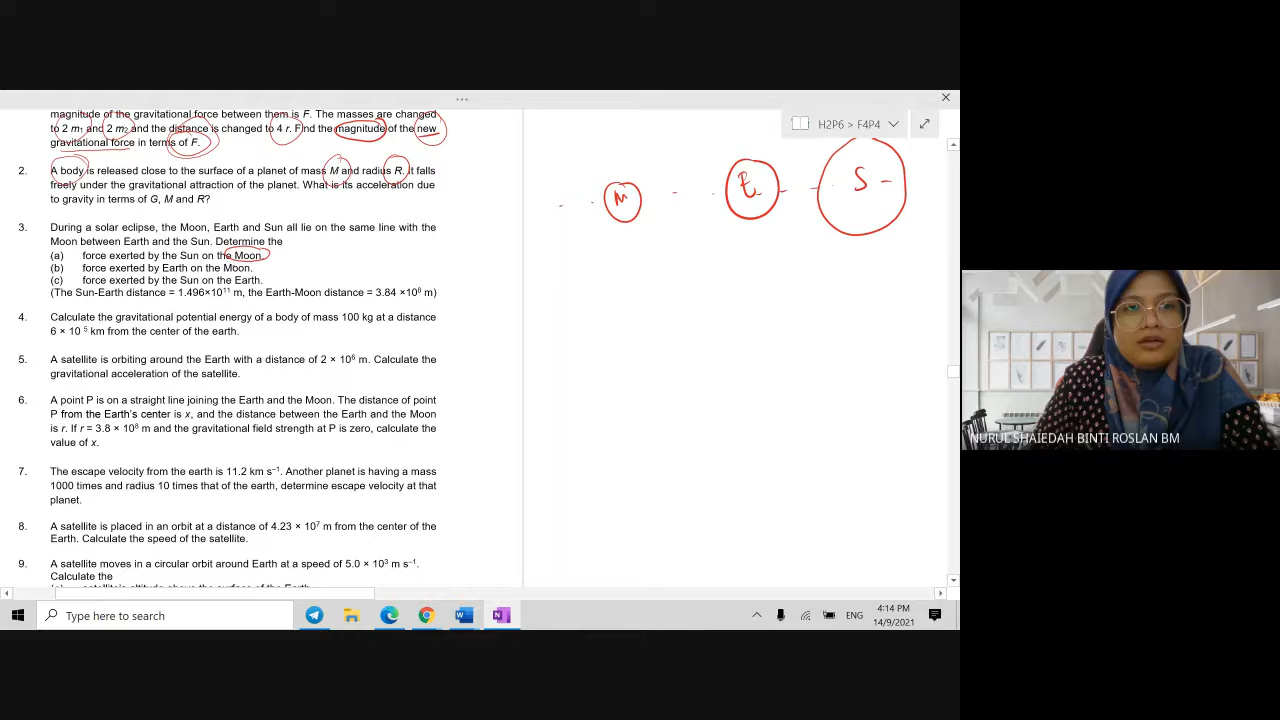 magnitude of the gravitational force between them is F. The masses are changed
to 2 m1 and 2 m2 and the distance is changed to 4 r. Find the magnitude of the new
gravitational force in terms of F.
2. A body is released close to the surface of a planet of mass M and radius R. It falls
freely under the gravitational attraction of the planet. What is its acceleration due
to gravity in terms of G, M and R?
3. During a solar eclipse, the Moon, Earth and Sun all lie on the same line with the
Moon between Earth and the Sun. Determine the
(a) force exerted by the Sun on the Moon.
(b) force exerted by Earth on the Moon.
(c) force exerted by the Sun on the Earth.
(The Sun-Earth distance = 1.496×10¹¹ m, the Earth-Moon distance = 3.84 ×10⁸ m)
4. Calculate the gravitational potential energy of a body of mass 100 kg at a distance
6 × 10 ⁵ km from the center of the earth.
5. A satellite is orbiting around the Earth with a distance of 2 × 10⁶ m. Calculate the
gravitational acceleration of the satellite.
6. A point P is on a straight line joining the Earth and the Moon. The distance of point
P from the Earth's center is x, and the distance between the Earth and the Moon
is r. If r = 3.8 × 10⁸ m and the gravitational field strength at P is zero, calculate the
value of x.
7. The escape velocity from the earth is 11.2 km s⁻¹. Another planet is having a mass
1000 times and radius 10 times that of the earth, determine escape velocity at that
planet.
8. A satellite is placed in an orbit at a distance of 4.23 × 10⁷ m from the center of the
Earth. Calculate the speed of the satellite.
9. A satellite moves in a circular orbit around Earth at a speed of 5.0 × 10³ m s⁻¹.
Calculate the
(a) satellite's altitude above the surface of the Earth.
H2P6 > F4P4
M E S
NURUL SHAIEDAH BINTI ROSLAN BM
Type here to search
ENG
4:14 PM
14/9/2021